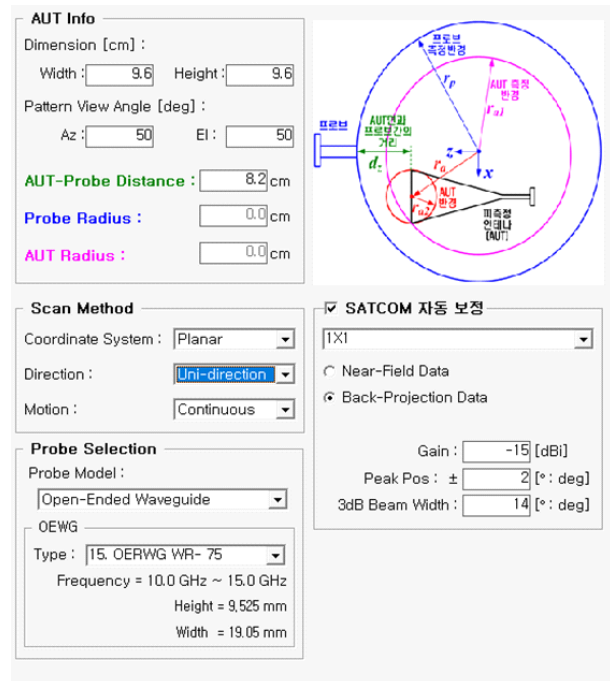 AUT Info
Dimension [cm] :
Width : 9.6 Height : 9.6
Pattern View Angle [deg] :
Az : 50 El : 50
AUT-Probe Distance : 8.2 cm
Probe Radius : 0.0 cm
AUT Radius : 0.0 cm
프로브
측정반경
rp
AUT 측정
반경
ra1
프로브
AUT면과
프로브간의
거리
dz
z
x
ra
AUT
반경
ra2
피측정
안테나
(AUT)
Scan Method
Coordinate System : Planar
Direction : Uni-direction
Motion : Continuous
SATCOM 자동 보정
1X1
Near-Field Data
Back-Projection Data
Gain : -15 [dBi]
Peak Pos : ± 2 [° : deg]
3dB Beam Width : 14 [° : deg]
Probe Selection
Probe Model :
Open-Ended Waveguide
OEWG
Type : 15. OERWG WR- 75
Frequency = 10.0 GHz ~ 15.0 GHz
Height = 9,525 mm
Width = 19.05 mm